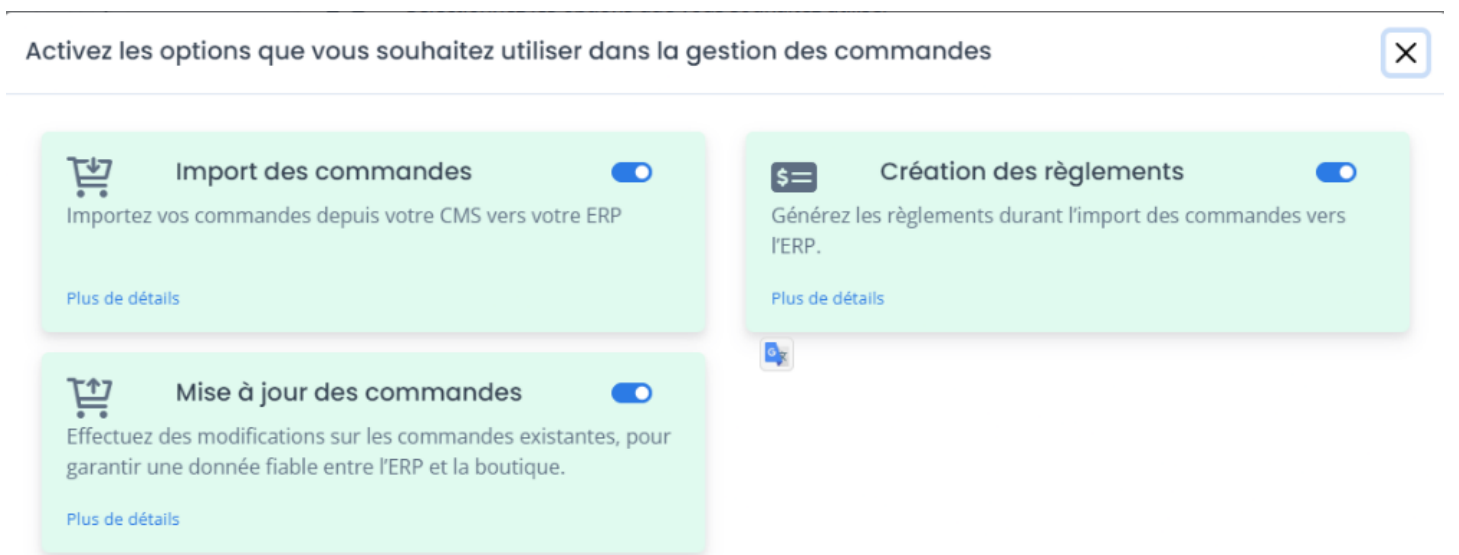 Activez les options que vous souhaitez utiliser dans la gestion des commandes
Import des commandes
Importez vos commandes depuis votre CMS vers votre ERP
Plus de détails
Création des règlements
Générez les règlements durant l'import des commandes vers
l'ERP.
Plus de détails
Mise à jour des commandes
Effectuez des modifications sur les commandes existantes, pour
garantir une donnée fiable entre l'ERP et la boutique.
Plus de détails